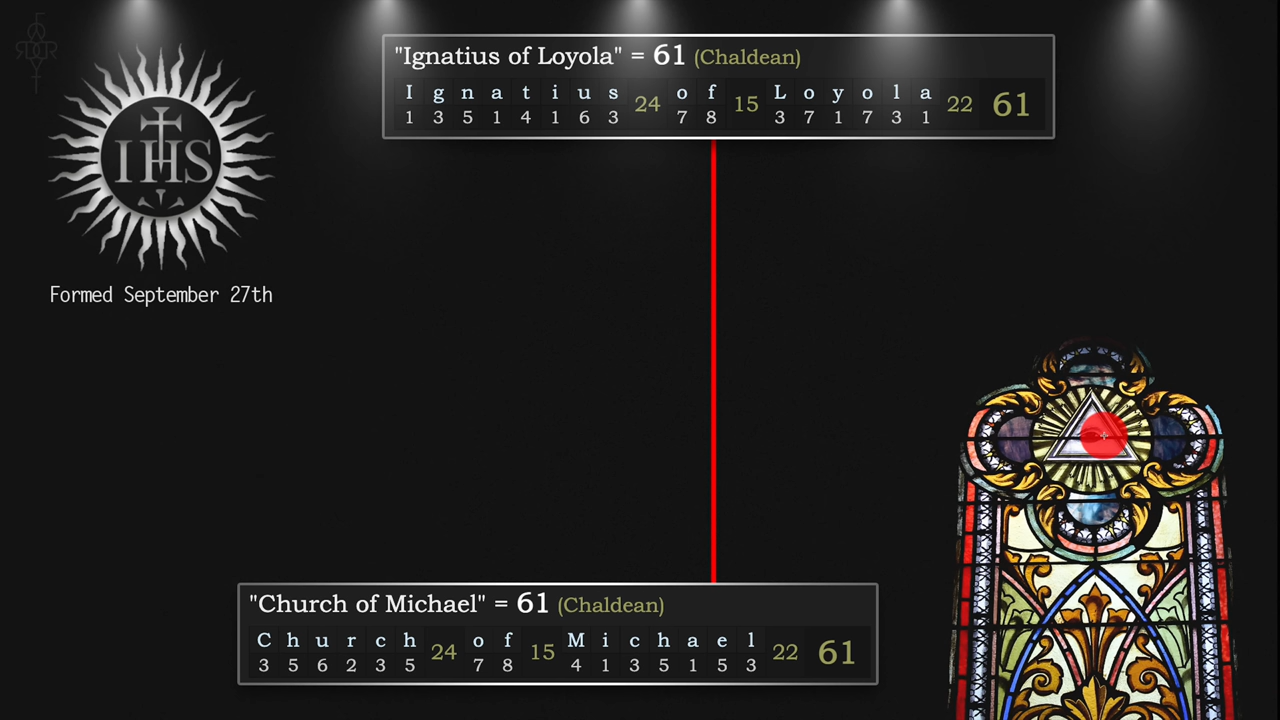 "Ignatius of Loyola" = 61 (Chaldean)
I g n a t i u s 24 o f 15 L o y o l a 22 61
1 3 5 1 4 1 6 3 7 8 3 7 1 7 3 1
IHS
Formed September 27th
"Church of Michael" = 61 (Chaldean)
C h u r c h 24 o f 15 M i c h a e l 22 61
3 5 6 2 3 5 7 8 4 1 3 5 1 5 3